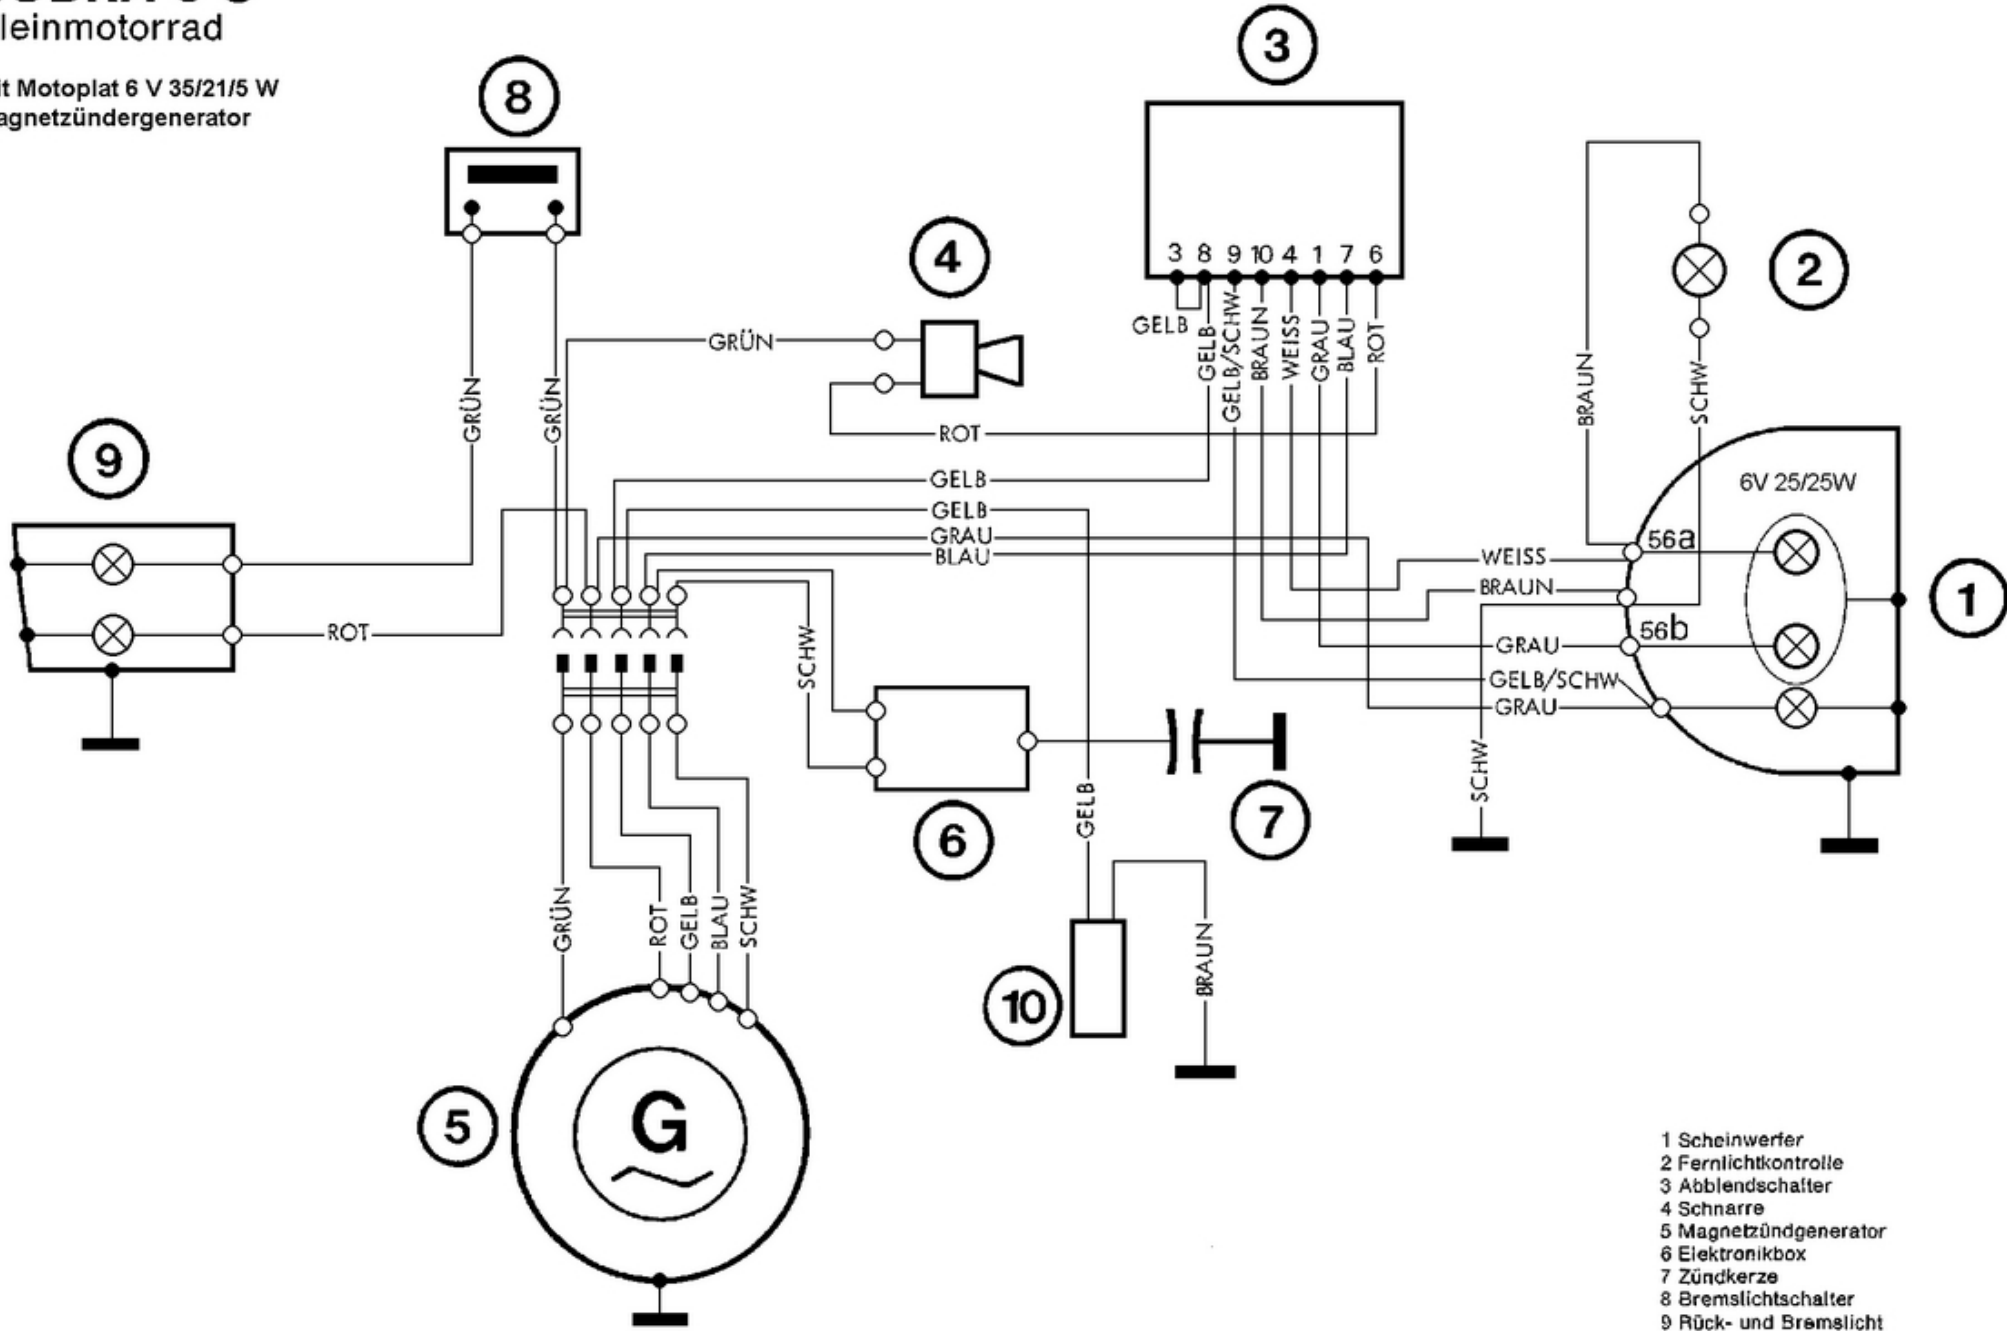 leinmotorrad
Motoplat 6 V 35/21/5 W
agnetzündergenerator
8
3
3 8 9 10 4 1 7 6
4
2
GELB
GELB
GELB/SCHW
BRAUN
WEISS
GRAU
BLAU
ROT
GRÜN
GRÜN
GRÜN
BRAUN
SCHW
ROT
9
GELB
GELB
GRAU
BLAU
6V 25/25W
56a
WEISS
BRAUN
1
56b
GRAU
GELB/SCHW
GRAU
ROT
SCHW
SCHW
6
7
GELB
GRÜN
ROT
GELB
BLAU
SCHW
BRAUN
10
5
G
1 Scheinwerfer
2 Fernlichtkontrolle
3 Abblendschalter
4 Schnarre
5 Magnetzündgenerator
6 Elektronikbox
7 Zündkerze
8 Bremslichtschalter
9 Rück- und Bremslicht